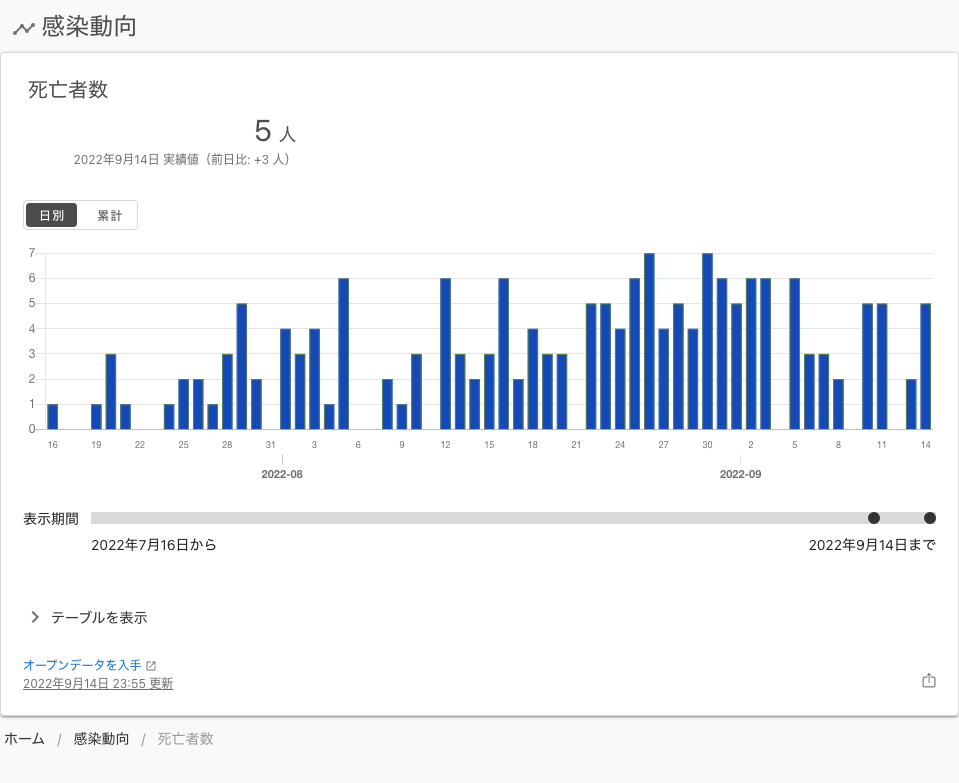 感染動向
死亡者数
5 人
2022年9月14日 実績値（前日比: +3 人）
日別 累計
7
6
5
4
3
2
1
0
16 19 22 25 28 31 3 6 9 12 15 18 21 24 27 30 2 5 8 11 14
2022-08 2022-09
表示期間
2022年7月16日から 2022年9月14日まで
テーブルを表示
オープンデータを入手
2022年9月14日 23:55 更新
ホーム / 感染動向 / 死亡者数